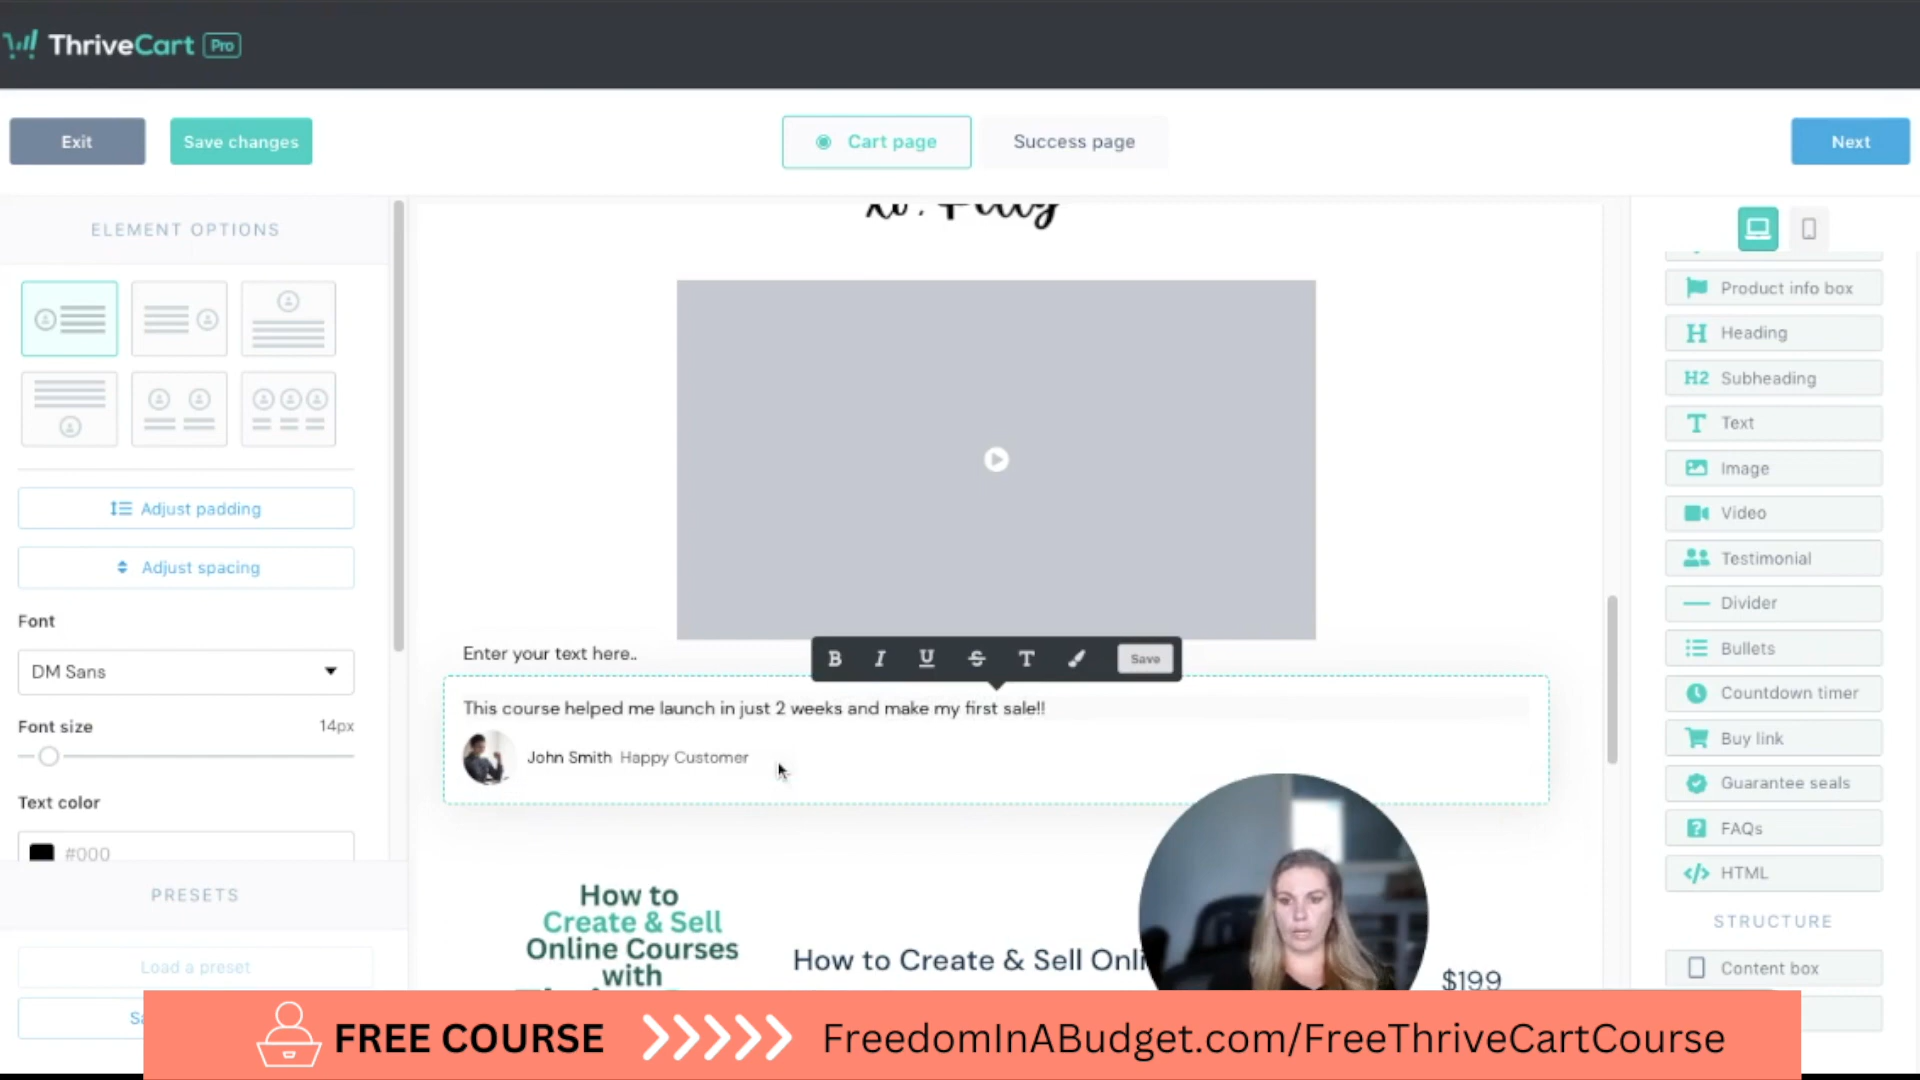 ThriveCart Pro
Exit
Save changes
Cart page
Success page
Next
ELEMENT OPTIONS
Adjust padding
Adjust spacing
Font
DM Sans
Font size
14px
Text color
#000
PRESETS
Load a preset
Enter your text here..
B I U S T
Save
This course helped me launch in just 2 weeks and make my first sale!!
John Smith Happy Customer
How to
Create & Sell
Online Courses
with
How to Create & Sell Onli
$199
Product info box
H Heading
H2 Subheading
T Text
Image
Video
Testimonial
Divider
Bullets
Countdown timer
Buy link
Guarantee seals
? FAQs
</> HTML
STRUCTURE
Content box
FREE COURSE
FreedomInABudget.com/FreeThriveCartCourse